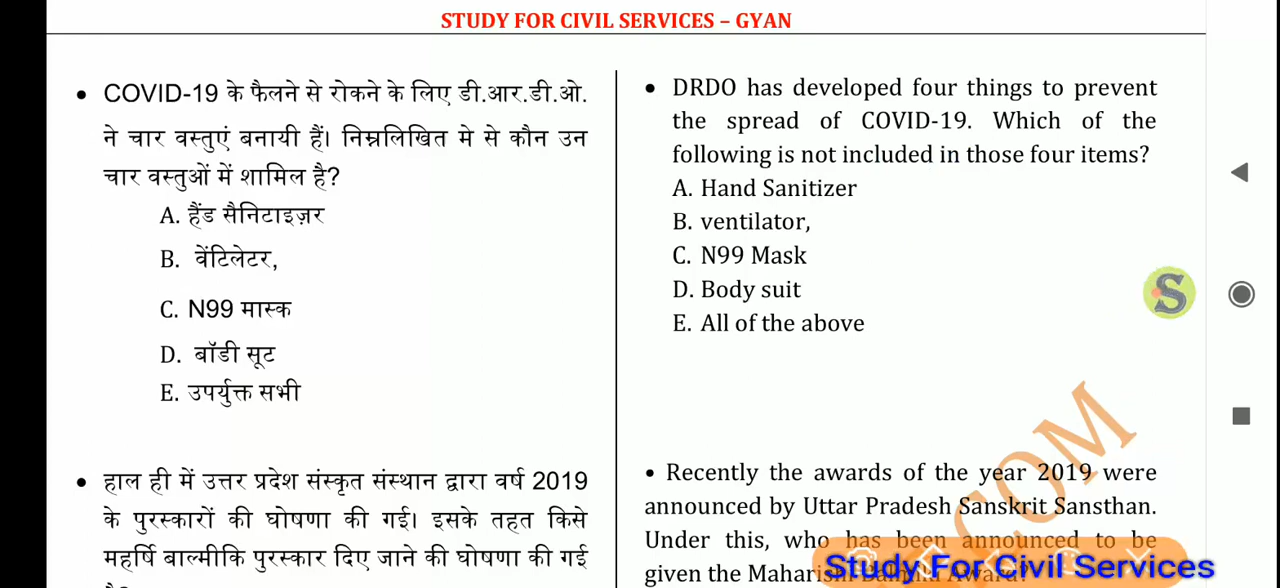 STUDY FOR CIVIL SERVICES – GYAN
• COVID-19 के फैलने से रोकने के लिए डी.आर.डी.ओ.
ने चार वस्तुएं बनायी हैं। निम्नलिखित मे से कौन उन
चार वस्तुओं में शामिल है?
A. हैंड सैनिटाइज़र
B. वेंटिलेटर,
C. N99 मास्क
D. बॉडी सूट
E. उपर्युक्त सभी
• हाल ही में उत्तर प्रदेश संस्कृत संस्थान द्वारा वर्ष 2019
के पुरस्कारों की घोषणा की गई। इसके तहत किसे
महर्षि बाल्मीकि पुरस्कार दिए जाने की घोषणा की गई
• DRDO has developed four things to prevent
the spread of COVID-19. Which of the
following is not included in those four items?
A. Hand Sanitizer
B. ventilator,
C. N99 Mask
D. Body suit
E. All of the above
• Recently the awards of the year 2019 were
announced by Uttar Pradesh Sanskrit Sansthan.
Under this, who has been announced to be
given the Maharishi
S
.COM
Study For Civil Services